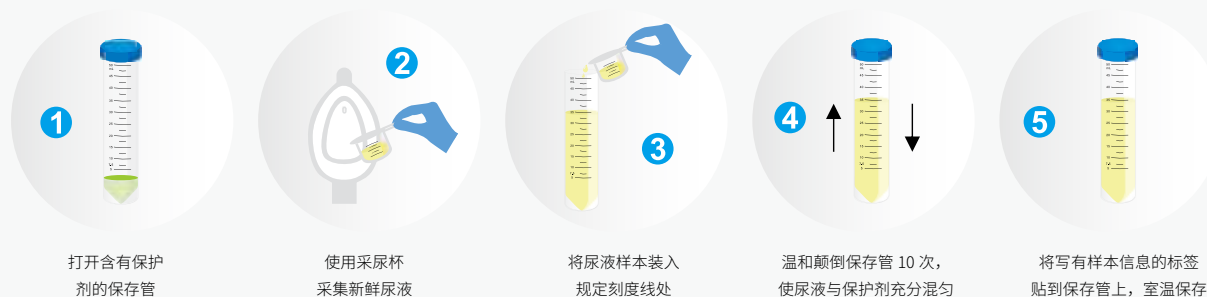 1
打开含有保护
剂的保存管
2
使用采尿杯
采集新鲜尿液
3
将尿液样本装入
规定刻度线处
4
温和颠倒保存管 10 次，
使尿液与保护剂充分混匀
5
将写有样本信息的标签
贴到保存管上，室温保存